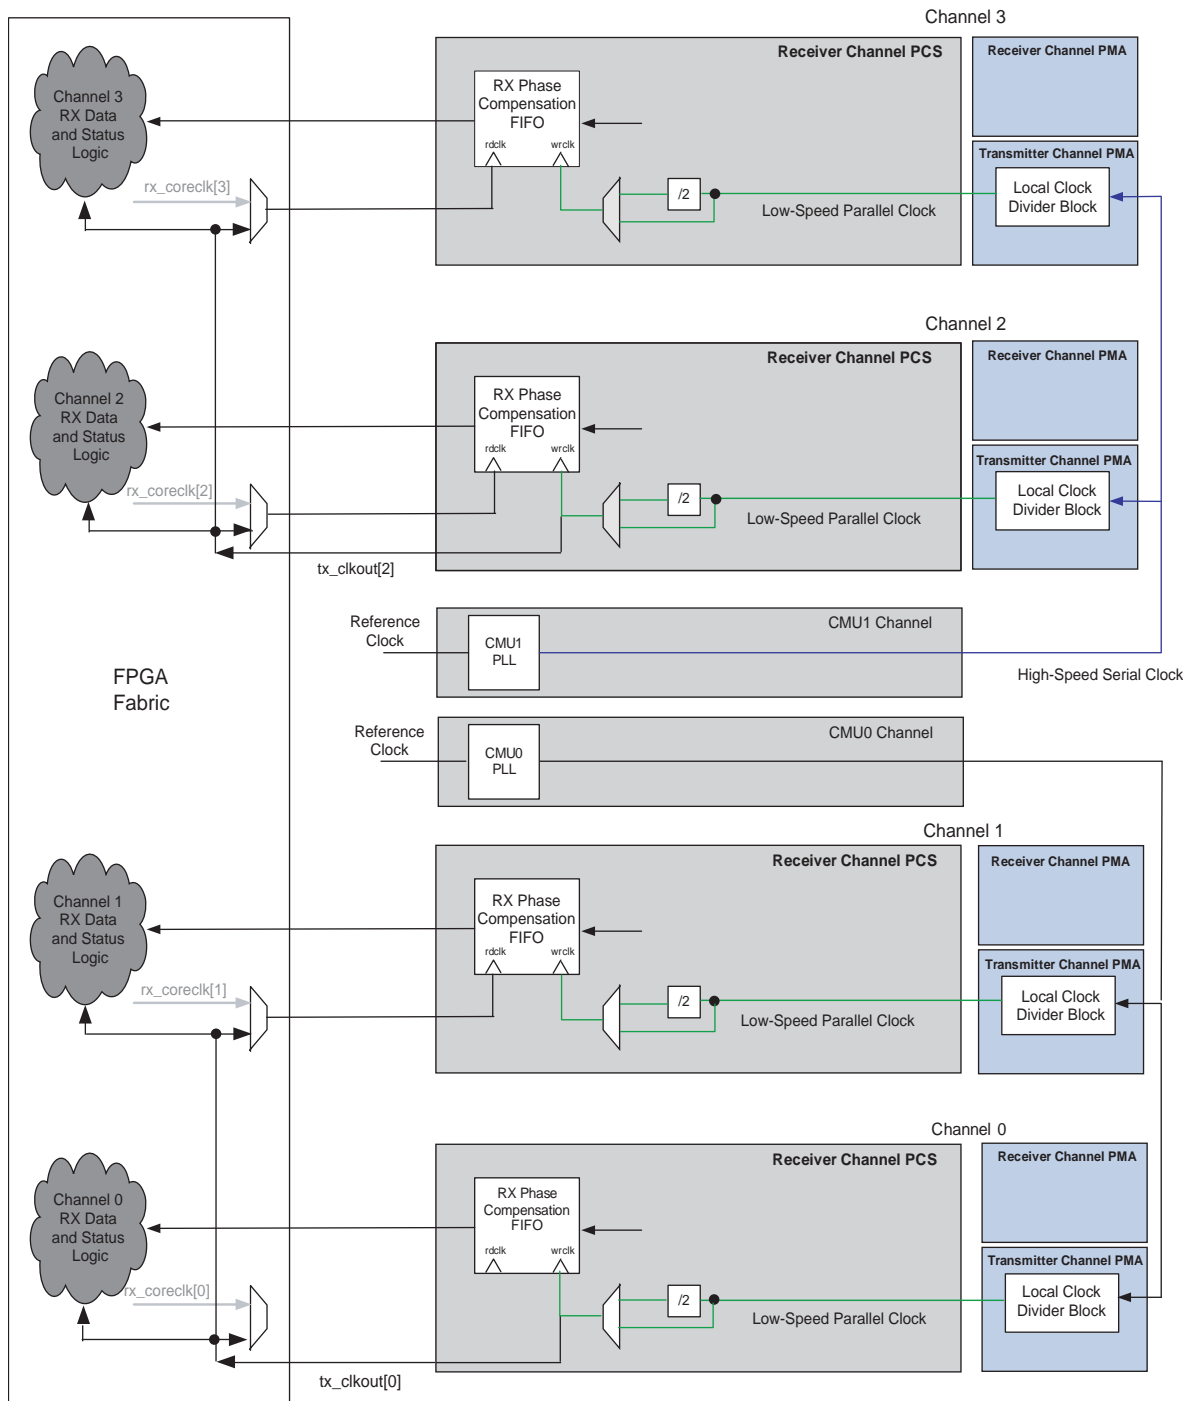 Channel 3
Receiver Channel PCS
Receiver Channel PMA
RX Phase
Compensation
FIFO
rdclk
wrclk
Channel 3
RX Data
and Status
Logic
Transmitter Channel PMA
Local Clock
Divider Block
rx_coreclk[3]
/2
Low-Speed Parallel Clock
Channel 2
Receiver Channel PCS
Receiver Channel PMA
RX Phase
Compensation
FIFO
rdclk
wrclk
Channel 2
RX Data
and Status
Logic
Transmitter Channel PMA
Local Clock
Divider Block
rx_coreclk[2]
/2
Low-Speed Parallel Clock
tx_clkout[2]
Reference
Clock
CMU1
PLL
CMU1 Channel
High-Speed Serial Clock
FPGA
Fabric
Reference
Clock
CMU0
PLL
CMU0 Channel
Channel 1
Receiver Channel PCS
Receiver Channel PMA
RX Phase
Compensation
FIFO
rdclk
wrclk
Channel 1
RX Data
and Status
Logic
Transmitter Channel PMA
Local Clock
Divider Block
rx_coreclk[1]
/2
Low-Speed Parallel Clock
Channel 0
Receiver Channel PCS
Receiver Channel PMA
RX Phase
Compensation
FIFO
rdclk
wrclk
Channel 0
RX Data
and Status
Logic
Transmitter Channel PMA
Local Clock
Divider Block
rx_coreclk[0]
/2
Low-Speed Parallel Clock
tx_clkout[0]